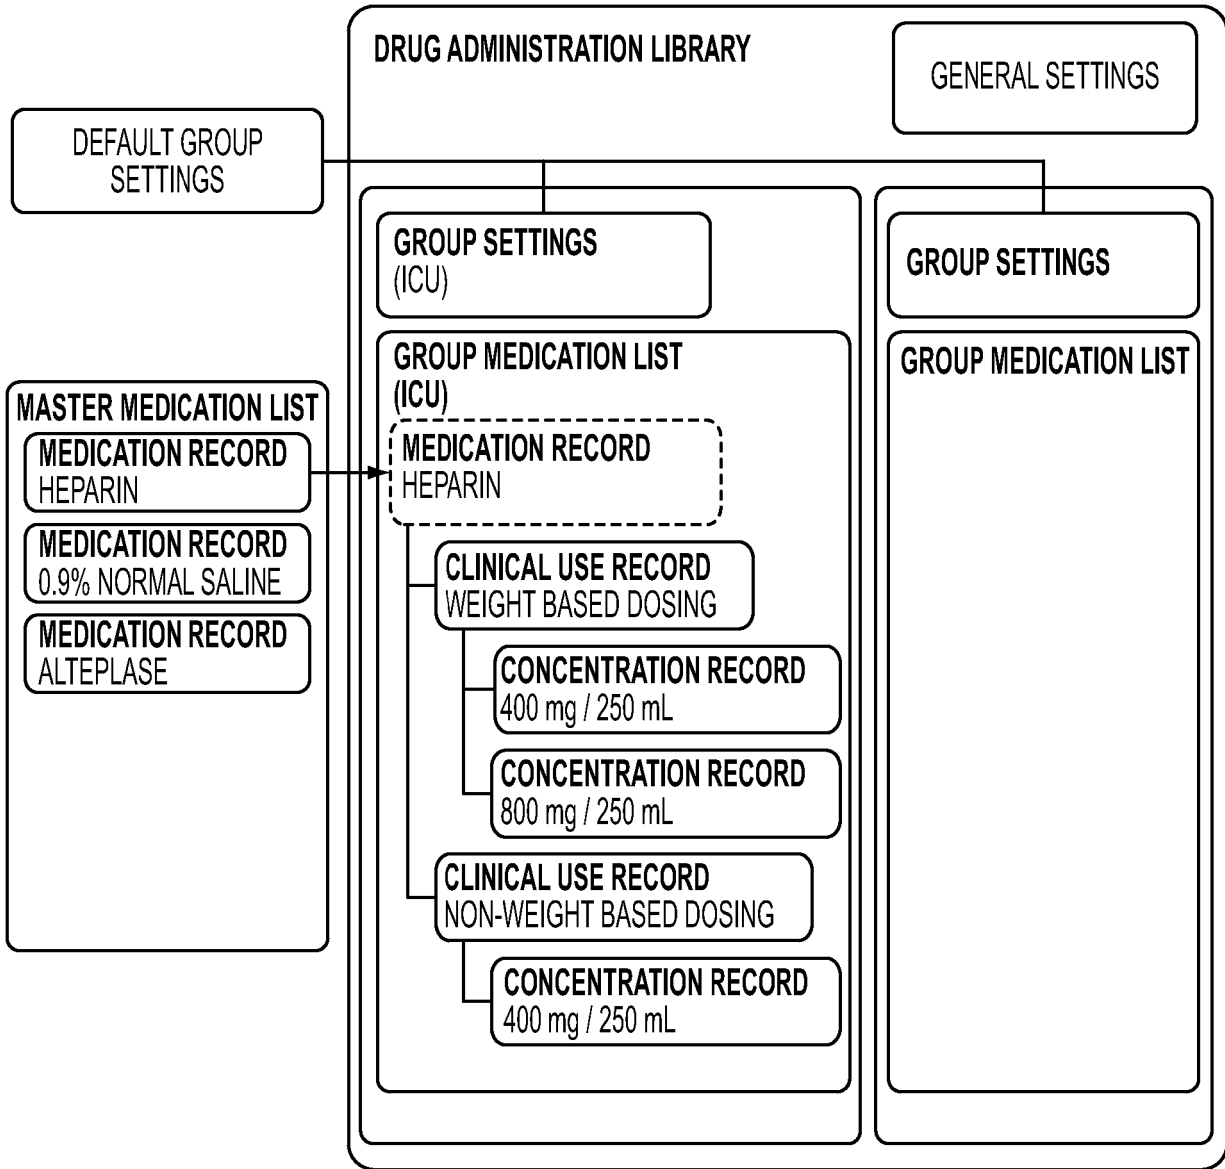 DRUG ADMINISTRATION LIBRARY
GENERAL SETTINGS
DEFAULT GROUP
SETTINGS
GROUP SETTINGS
(ICU)
GROUP SETTINGS
GROUP MEDICATION LIST
(ICU)
GROUP MEDICATION LIST
MASTER MEDICATION LIST
MEDICATION RECORD
HEPARIN
MEDICATION RECORD
0.9% NORMAL SALINE
MEDICATION RECORD
ALTEPLASE
MEDICATION RECORD
HEPARIN
CLINICAL USE RECORD
WEIGHT BASED DOSING
CONCENTRATION RECORD
400 mg / 250 mL
CONCENTRATION RECORD
800 mg / 250 mL
CLINICAL USE RECORD
NON-WEIGHT BASED DOSING
CONCENTRATION RECORD
400 mg / 250 mL